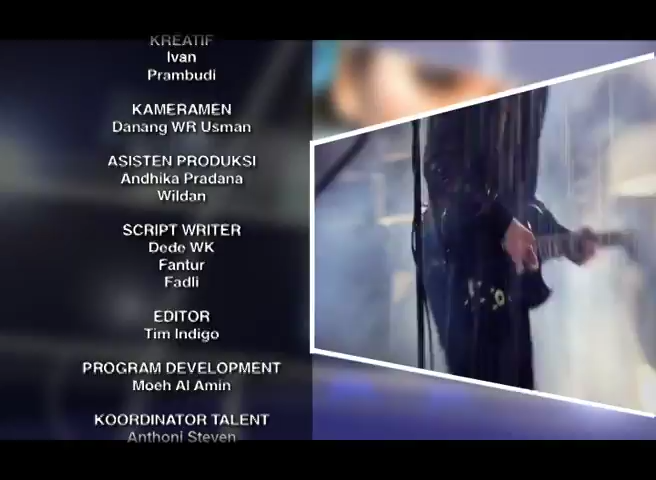 KREATIF
Ivan
Prambudi
KAMERAMEN
Danang WR Usman
ASISTEN PRODUKSI
Andhika Pradana
Wildan
SCRIPT WRITER
Dede WK
Fantur
Fadli
EDITOR
Tim Indigo
PROGRAM DEVELOPMENT
Moeh Al Amin
KOORDINATOR TALENT
Anthoni Steven